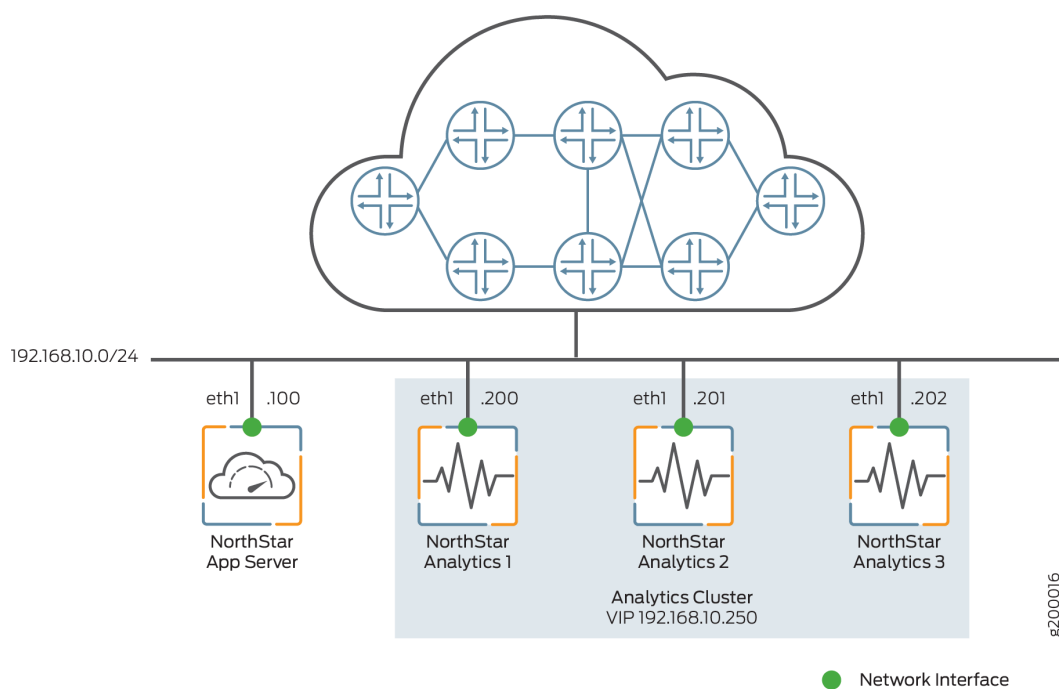 192.168.10.0/24
eth1 .100
eth1 .200
eth1 .201
eth1 .202
NorthStar
App Server
NorthStar
Analytics 1
NorthStar
Analytics 2
NorthStar
Analytics 3
Analytics Cluster
VIP 192.168.10.250
g200016
Network Interface